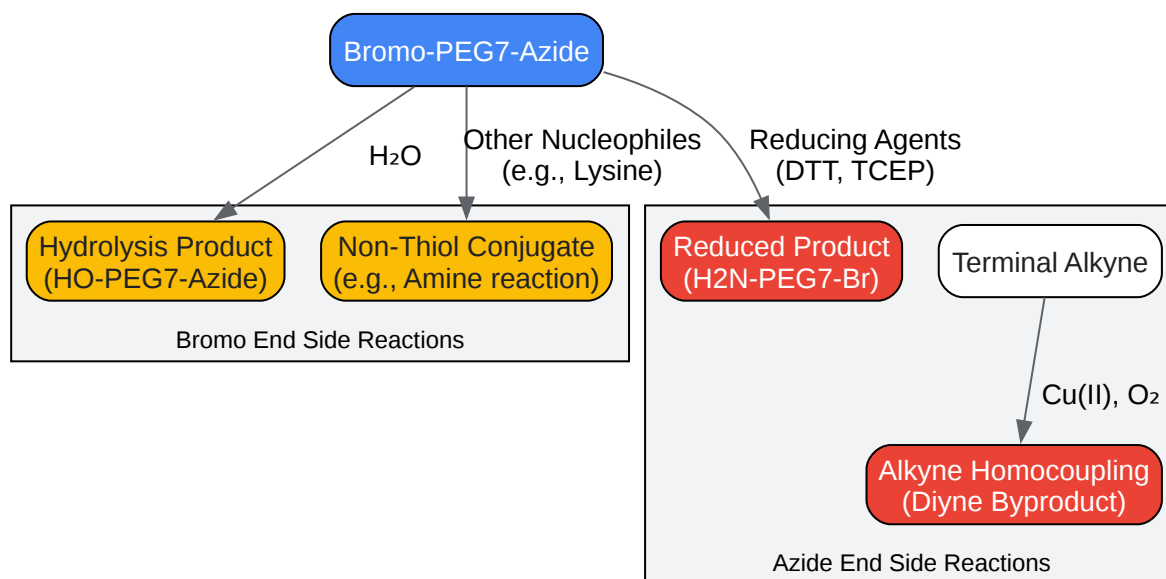 Bromo-PEG7-Azide
H₂O
Other Nucleophiles
(e.g., Lysine)
Reducing Agents
(DTT, TCEP)
Hydrolysis Product
(HO-PEG7-Azide)
Non-Thiol Conjugate
(e.g., Amine reaction)
Bromo End Side Reactions
Reduced Product
(H2N-PEG7-Br)
Terminal Alkyne
Cu(II), O₂
Alkyne Homocoupling
(Diyne Byproduct)
Azide End Side Reactions